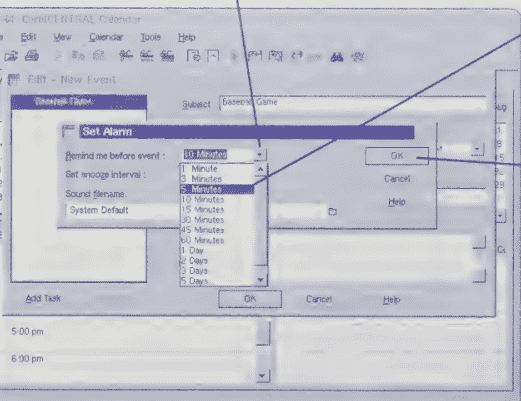 CorelCENTRAL Calendar
Edit View Calendar Tools Help
Edit - New Event
Baseball Game
Subject Baseball Game
Set Alarm
Remind me before event : 10 Minutes
OK
1 Minute
Set snooze interval :
3 Minutes
Cancel
5 Minutes
Sound filename.
10 Minutes
Help
System Default
15 Minutes
30 Minutes
45 Minutes
60 Minutes
1 Day
2 Days
3 Days
5 Days
Add Task
OK
Cancel
Help
5:00 pm
6:00 pm